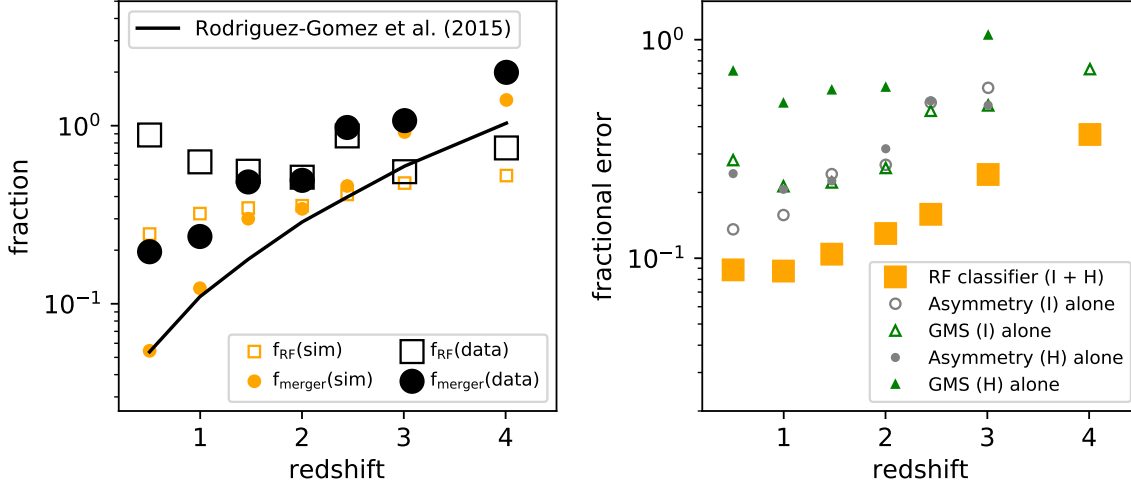 Rodriguez-Gomez et al. (2015)
10^0
10^-1
fraction
f_RF(sim)
f_merger(sim)
f_RF(data)
f_merger(data)
1 2 3 4
redshift
10^0
10^-1
fractional error
RF classifier (I + H)
Asymmetry (I) alone
GMS (I) alone
Asymmetry (H) alone
GMS (H) alone
1 2 3 4
redshift